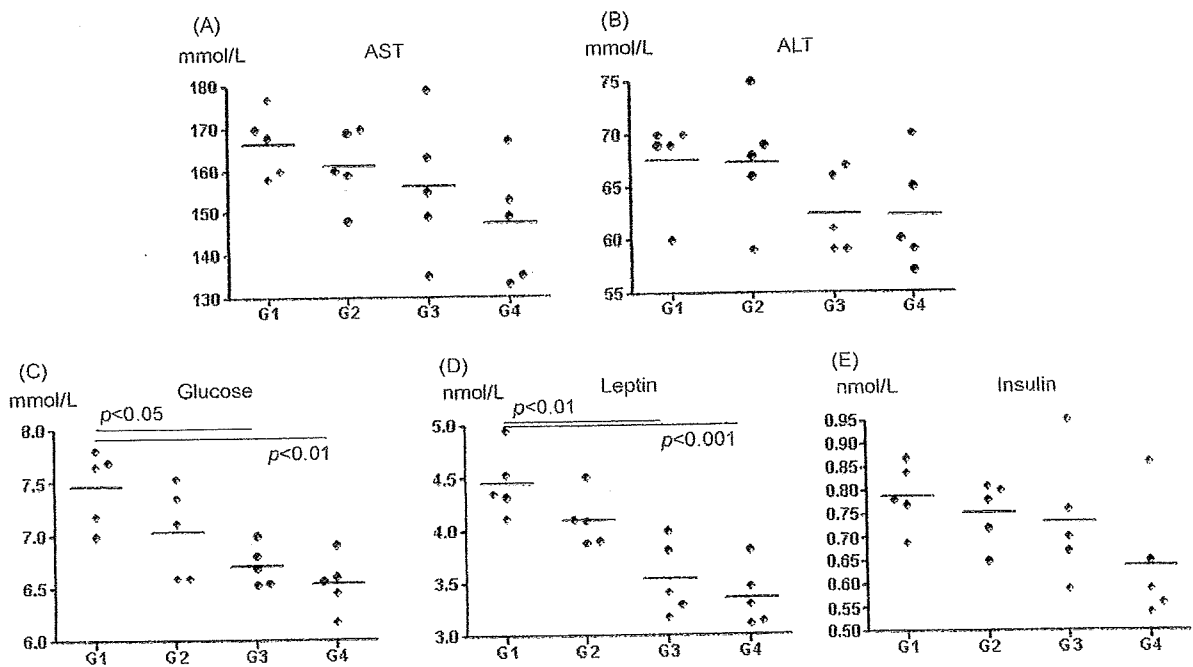 (A)
mmol/L AST
180
170
160
150
140
130
G1 G2 G3 G4
(B)
mmol/L ALT
75
70
65
60
55
G1 G2 G3 G4
(C)
mmol/L Glucose
p<0.05
p<0.01
8.0
7.5
7.0
6.5
6.0
G1 G2 G3 G4
(D)
nmol/L Leptin
p<0.01
p<0.001
5.0
4.5
4.0
3.5
3.0
G1 G2 G3 G4
(E)
nmol/L Insulin
0.95
0.90
0.85
0.80
0.75
0.70
0.65
0.60
0.55
0.50
G1 G2 G3 G4